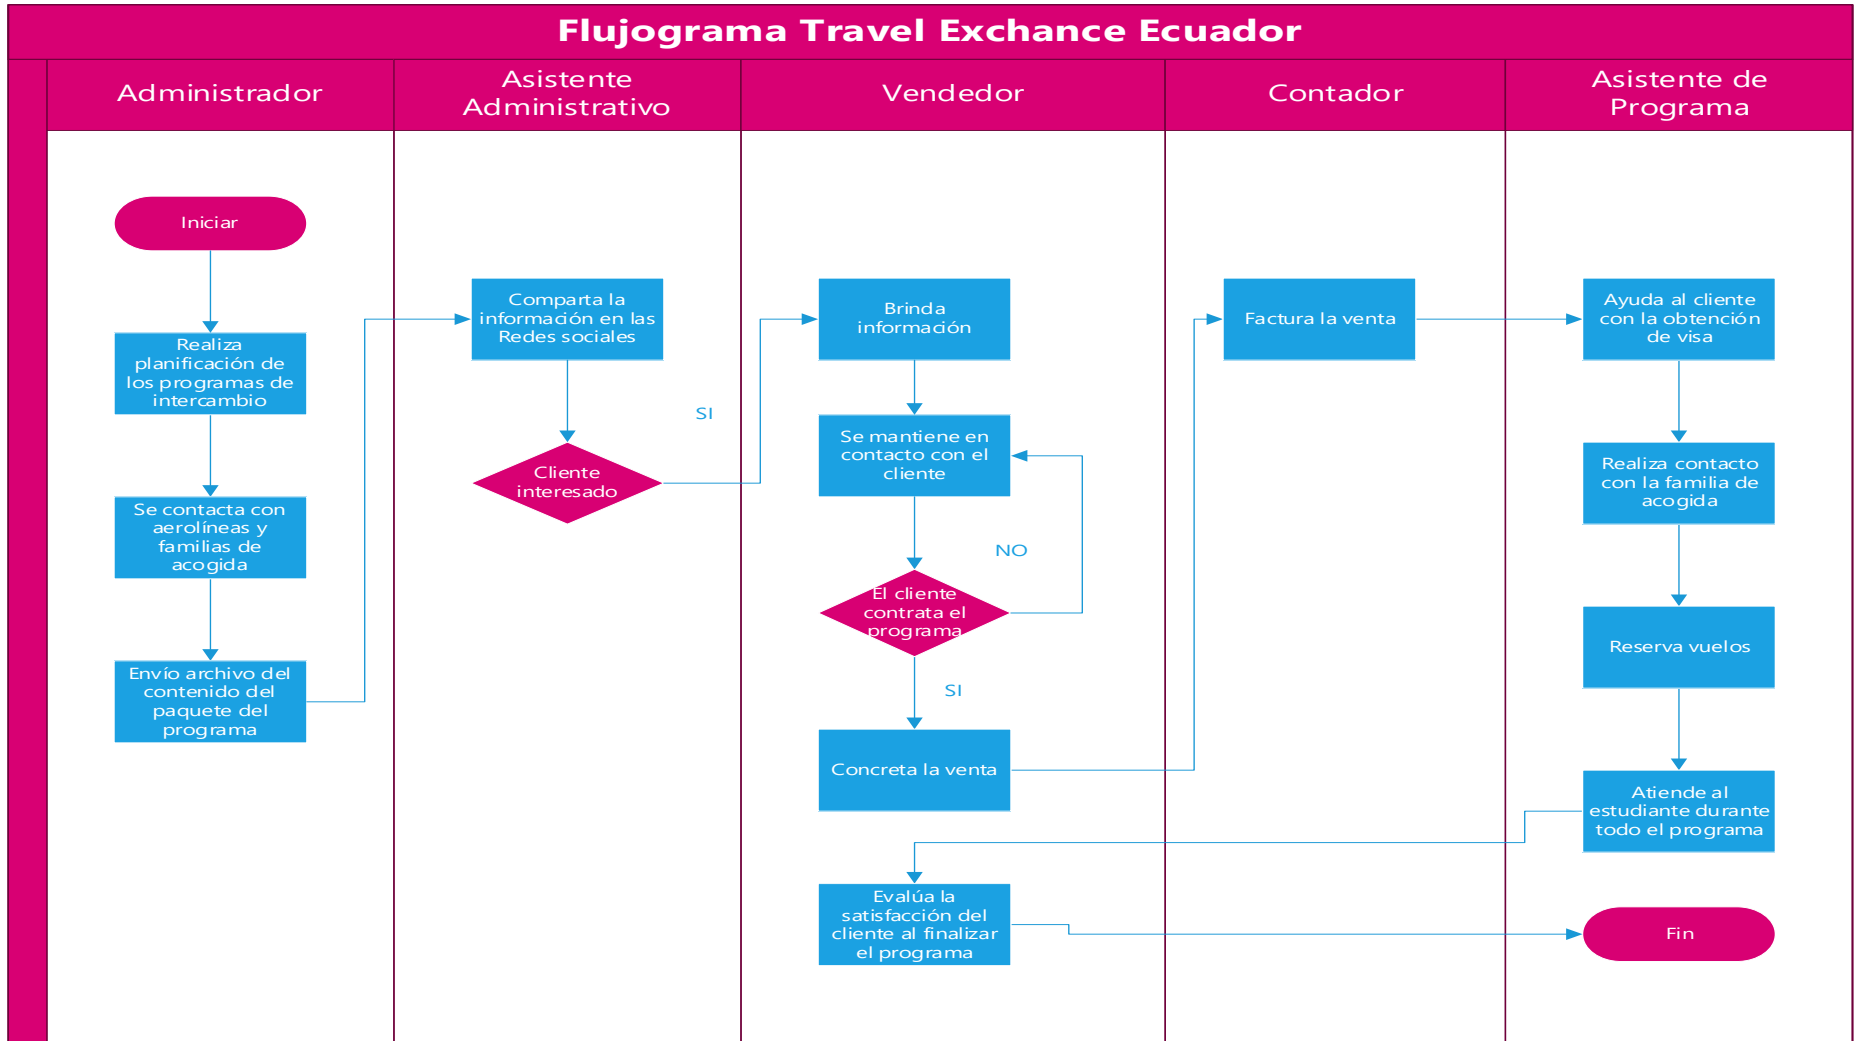 Flujograma Travel Exchance Ecuador
Administrador
Asistente
Administrativo
Vendedor
Contador
Asistente de
Programa
Iniciar
Realiza
planificación de
los programas de
intercambio
Se contacta con
aerolíneas y
familias de
acogida
Envío archivo del
contenido del
paquete del
programa
Comparta la
información en las
Redes sociales
Cliente
interesado
SI
Brinda
información
Se mantiene en
contacto con el
cliente
NO
El cliente
contrata el
programa
SI
Concreta la venta
Evalúa la
satisfacción del
cliente al finalizar
el programa
Factura la venta
Ayuda al cliente
con la obtención
de visa
Realiza contacto
con la familia de
acogida
Reserva vuelos
Atiende al
estudiante durante
todo el programa
Fin